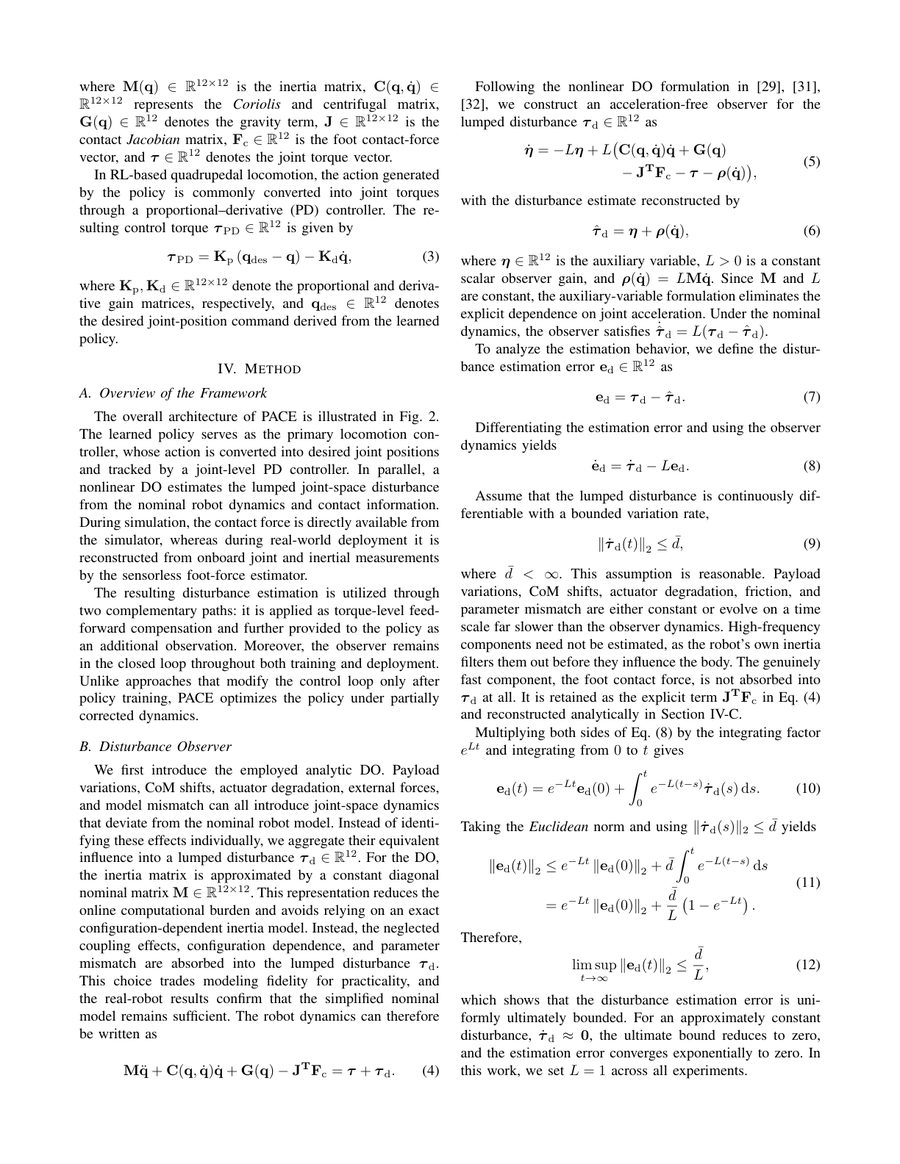 where M(q) ∈ ℝ^{12×12} is the inertia matrix, C(q, q̇) ∈
ℝ^{12×12} represents the Coriolis and centrifugal matrix,
G(q) ∈ ℝ^{12} denotes the gravity term, J ∈ ℝ^{12×12} is the
contact Jacobian matrix, F_c ∈ ℝ^{12} is the foot contact-force
vector, and τ ∈ ℝ^{12} denotes the joint torque vector.
In RL-based quadrupedal locomotion, the action generated
by the policy is commonly converted into joint torques
through a proportional–derivative (PD) controller. The re-
sulting control torque τ_PD ∈ ℝ^{12} is given by
τ_PD = K_p (q_des − q) − K_d q̇, (3)
where K_p, K_d ∈ ℝ^{12×12} denote the proportional and deriva-
tive gain matrices, respectively, and q_des ∈ ℝ^{12} denotes
the desired joint-position command derived from the learned
policy.
IV. METHOD
A. Overview of the Framework
The overall architecture of PACE is illustrated in Fig. 2.
The learned policy serves as the primary locomotion con-
troller, whose action is converted into desired joint positions
and tracked by a joint-level PD controller. In parallel, a
nonlinear DO estimates the lumped joint-space disturbance
from the nominal robot dynamics and contact information.
During simulation, the contact force is directly available from
the simulator, whereas during real-world deployment it is
reconstructed from onboard joint and inertial measurements
by the sensorless foot-force estimator.
The resulting disturbance estimation is utilized through
two complementary paths: it is applied as torque-level feed-
forward compensation and further provided to the policy as
an additional observation. Moreover, the observer remains
in the closed loop throughout both training and deployment.
Unlike approaches that modify the control loop only after
policy training, PACE optimizes the policy under partially
corrected dynamics.
B. Disturbance Observer
We first introduce the employed analytic DO. Payload
variations, CoM shifts, actuator degradation, external forces,
and model mismatch can all introduce joint-space dynamics
that deviate from the nominal robot model. Instead of identi-
fying these effects individually, we aggregate their equivalent
influence into a lumped disturbance τ_d ∈ ℝ^{12}. For the DO,
the inertia matrix is approximated by a constant diagonal
nominal matrix M ∈ ℝ^{12×12}. This representation reduces the
online computational burden and avoids relying on an exact
configuration-dependent inertia model. Instead, the neglected
coupling effects, configuration dependence, and parameter
mismatch are absorbed into the lumped disturbance τ_d.
This choice trades modeling fidelity for practicality, and
the real-robot results confirm that the simplified nominal
model remains sufficient. The robot dynamics can therefore
be written as
Mq̈ + C(q, q̇)q̇ + G(q) − J^T F_c = τ + τ_d. (4)
Following the nonlinear DO formulation in [29], [31],
[32], we construct an acceleration-free observer for the
lumped disturbance τ_d ∈ ℝ^{12} as
η̇ = −Lη + L(C(q, q̇)q̇ + G(q)
− J^T F_c − τ − ρ(q̇)), (5)
with the disturbance estimate reconstructed by
τ̂_d = η + ρ(q̇), (6)
where η ∈ ℝ^{12} is the auxiliary variable, L > 0 is a constant
scalar observer gain, and ρ(q̇) = LMq̇. Since M and L
are constant, the auxiliary-variable formulation eliminates the
explicit dependence on joint acceleration. Under the nominal
dynamics, the observer satisfies τ̂̇_d = L(τ_d − τ̂_d).
To analyze the estimation behavior, we define the distur-
bance estimation error e_d ∈ ℝ^{12} as
e_d = τ_d − τ̂_d. (7)
Differentiating the estimation error and using the observer
dynamics yields
ė_d = τ̇_d − Le_d. (8)
Assume that the lumped disturbance is continuously dif-
ferentiable with a bounded variation rate,
‖τ̇_d(t)‖_2 ≤ d̄, (9)
where d̄ < ∞. This assumption is reasonable. Payload
variations, CoM shifts, actuator degradation, friction, and
parameter mismatch are either constant or evolve on a time
scale far slower than the observer dynamics. High-frequency
components need not be estimated, as the robot's own inertia
filters them out before they influence the body. The genuinely
fast component, the foot contact force, is not absorbed into
τ_d at all. It is retained as the explicit term J^T F_c in Eq. (4)
and reconstructed analytically in Section IV-C.
Multiplying both sides of Eq. (8) by the integrating factor
e^{Lt} and integrating from 0 to t gives
e_d(t) = e^{−Lt} e_d(0) + ∫_0^t e^{−L(t−s)} τ̇_d(s) ds. (10)
Taking the Euclidean norm and using ‖τ̇_d(s)‖_2 ≤ d̄ yields
‖e_d(t)‖_2 ≤ e^{−Lt} ‖e_d(0)‖_2 + d̄ ∫_0^t e^{−L(t−s)} ds
= e^{−Lt} ‖e_d(0)‖_2 + d̄/L (1 − e^{−Lt}). (11)
Therefore,
lim sup_{t→∞} ‖e_d(t)‖_2 ≤ d̄/L, (12)
which shows that the disturbance estimation error is uni-
formly ultimately bounded. For an approximately constant
disturbance, τ̇_d ≈ 0, the ultimate bound reduces to zero,
and the estimation error converges exponentially to zero. In
this work, we set L = 1 across all experiments.